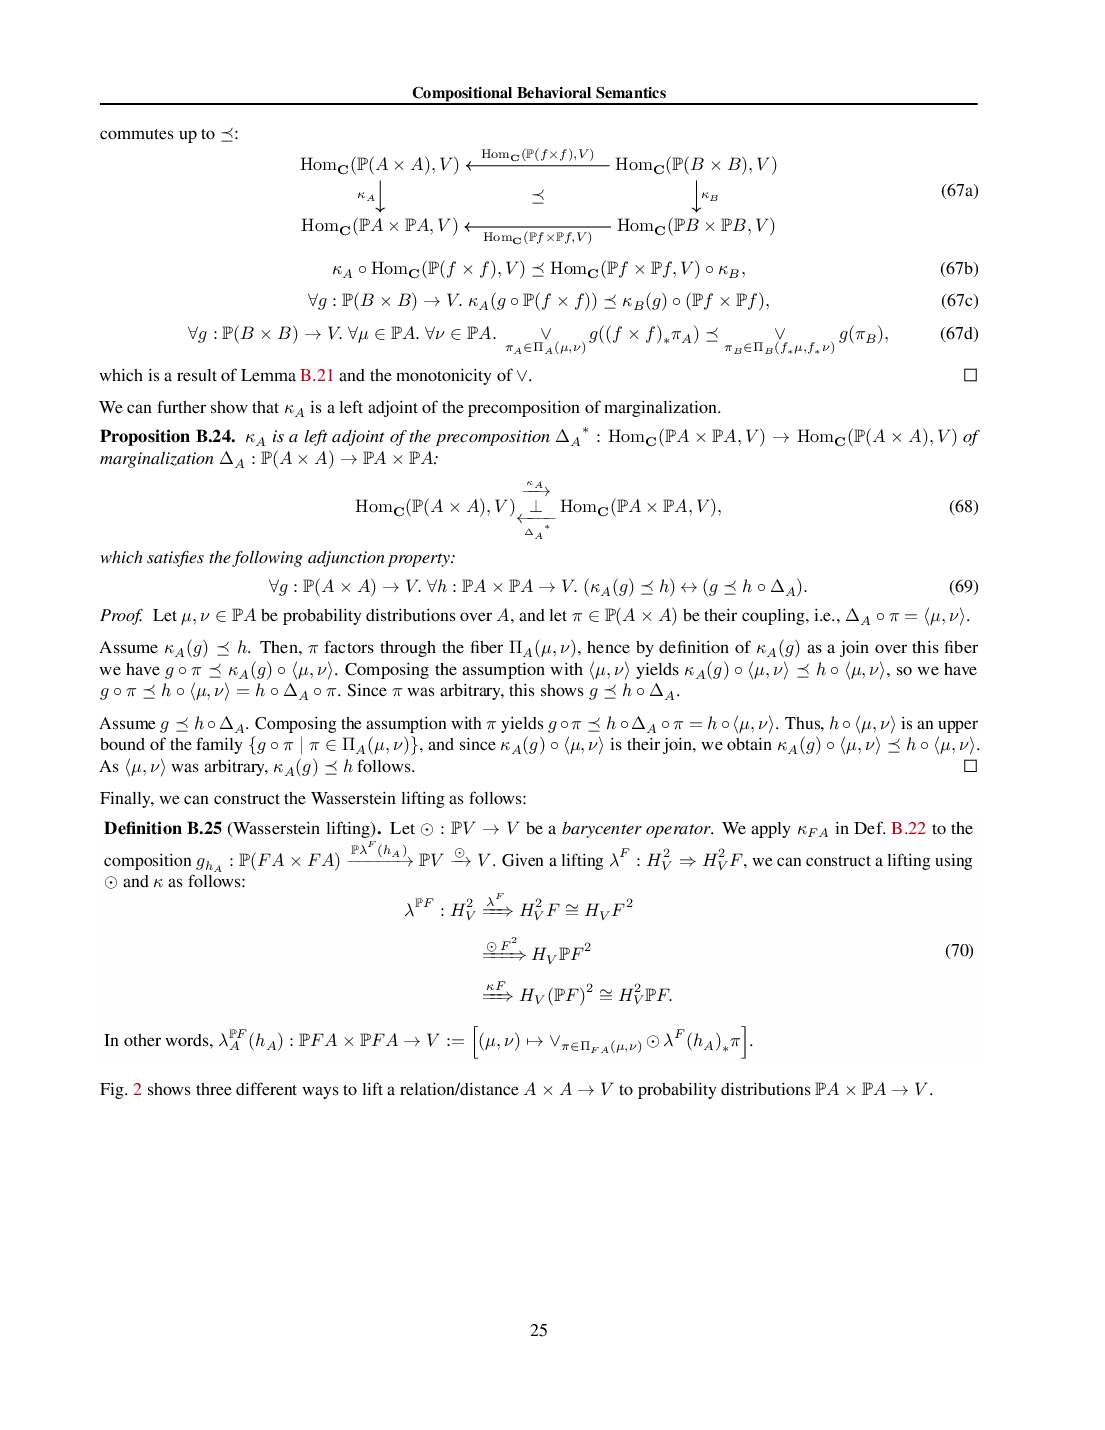 Compositional Behavioral Semantics
commutes up to ⪯:
Hom_C(ℙ(A × A), V) ←Hom_C(ℙ(f×f),V)— Hom_C(ℙ(B × B), V)
κ_A ↓ ⪯ ↓ κ_B (67a)
Hom_C(ℙA × ℙA, V) ←Hom_C(ℙf×ℙf,V)— Hom_C(ℙB × ℙB, V)
κ_A ∘ Hom_C(ℙ(f × f), V) ⪯ Hom_C(ℙf × ℙf, V) ∘ κ_B, (67b)
∀g : ℙ(B × B) → V. κ_A(g ∘ ℙ(f × f)) ⪯ κ_B(g) ∘ (ℙf × ℙf), (67c)
∀g : ℙ(B × B) → V. ∀μ ∈ ℙA. ∀ν ∈ ℙA. ∨_{π_A∈Π_A(μ,ν)} g((f × f)_*π_A) ⪯ ∨_{π_B∈Π_B(f_*μ,f_*ν)} g(π_B), (67d)
which is a result of Lemma B.21 and the monotonicity of ∨. □
We can further show that κ_A is a left adjoint of the precomposition of marginalization.
Proposition B.24. κ_A is a left adjoint of the precomposition Δ_A^* : Hom_C(ℙA × ℙA, V) → Hom_C(ℙ(A × A), V) of
marginalization Δ_A : ℙ(A × A) → ℙA × ℙA:
Hom_C(ℙ(A × A), V) κ_A→ ⊥ ←Δ_A^* Hom_C(ℙA × ℙA, V), (68)
which satisfies the following adjunction property:
∀g : ℙ(A × A) → V. ∀h : ℙA × ℙA → V. (κ_A(g) ⪯ h) ↔ (g ⪯ h ∘ Δ_A). (69)
Proof. Let μ, ν ∈ ℙA be probability distributions over A, and let π ∈ ℙ(A × A) be their coupling, i.e., Δ_A ∘ π = ⟨μ, ν⟩.
Assume κ_A(g) ⪯ h. Then, π factors through the fiber Π_A(μ, ν), hence by definition of κ_A(g) as a join over this fiber
we have g ∘ π ⪯ κ_A(g) ∘ ⟨μ, ν⟩. Composing the assumption with ⟨μ, ν⟩ yields κ_A(g) ∘ ⟨μ, ν⟩ ⪯ h ∘ ⟨μ, ν⟩, so we have
g ∘ π ⪯ h ∘ ⟨μ, ν⟩ = h ∘ Δ_A ∘ π. Since π was arbitrary, this shows g ⪯ h ∘ Δ_A.
Assume g ⪯ h ∘ Δ_A. Composing the assumption with π yields g ∘ π ⪯ h ∘ Δ_A ∘ π = h ∘ ⟨μ, ν⟩. Thus, h ∘ ⟨μ, ν⟩ is an upper
bound of the family {g ∘ π | π ∈ Π_A(μ, ν)}, and since κ_A(g) ∘ ⟨μ, ν⟩ is their join, we obtain κ_A(g) ∘ ⟨μ, ν⟩ ⪯ h ∘ ⟨μ, ν⟩.
As ⟨μ, ν⟩ was arbitrary, κ_A(g) ⪯ h follows. □
Finally, we can construct the Wasserstein lifting as follows:
Definition B.25 (Wasserstein lifting). Let ⊙ : ℙV → V be a barycenter operator. We apply κ_{FA} in Def. B.22 to the
composition g_{h_A} : ℙ(FA × FA) —ℙλ^F(h_A)→ ℙV —⊙→ V. Given a lifting λ^F : H_V^2 ⇒ H_V^2 F, we can construct a lifting using
⊙ and κ as follows:
λ^{ℙF} : H_V^2 =λ^F⇒ H_V^2 F ≅ H_V F^2
=⊙F^2⇒ H_V ℙF^2 (70)
=κF⇒ H_V(ℙF)^2 ≅ H_V^2 ℙF.
In other words, λ_A^{ℙF}(h_A) : ℙFA × ℙFA → V := [(μ, ν) ↦ ∨_{π∈Π_{FA}(μ,ν)} ⊙ λ^F(h_A)_*π].
Fig. 2 shows three different ways to lift a relation/distance A × A → V to probability distributions ℙA × ℙA → V.
25